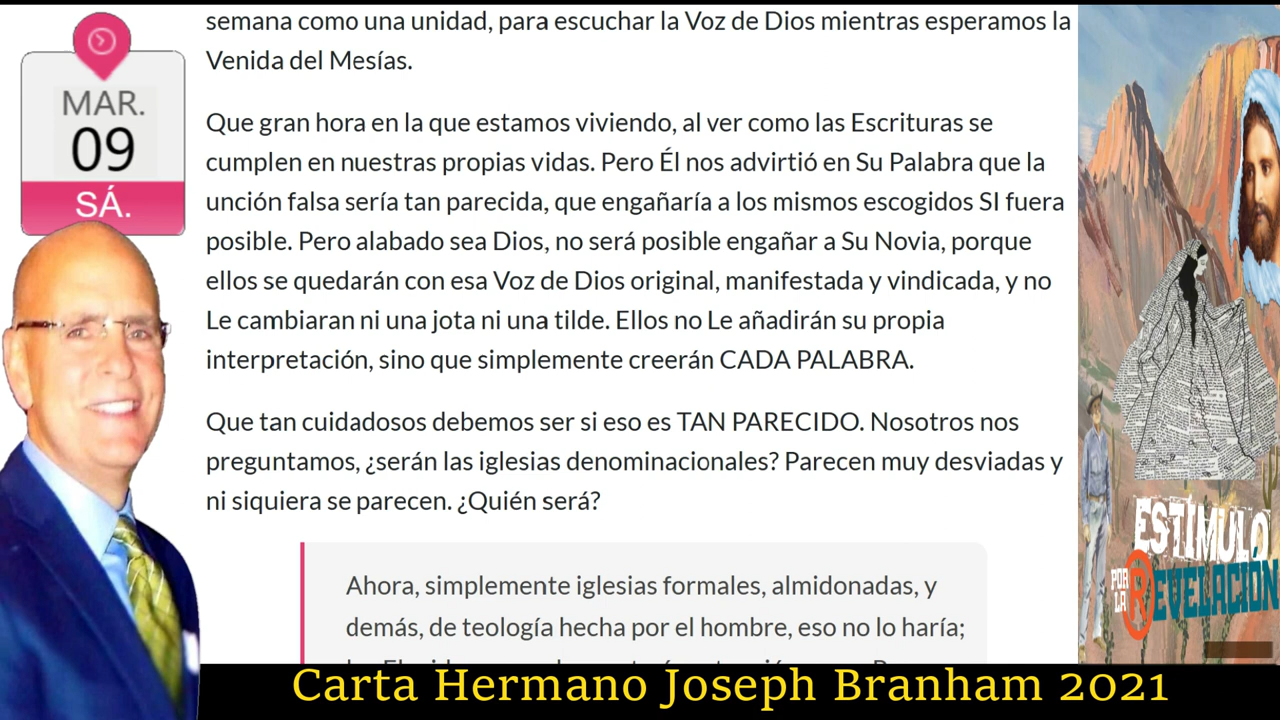 semana como una unidad, para escuchar la Voz de Dios mientras esperamos la
Venida del Mesías.
MAR.
09
SÁ.
Que gran hora en la que estamos viviendo, al ver como las Escrituras se
cumplen en nuestras propias vidas. Pero Él nos advirtió en Su Palabra que la
unción falsa sería tan parecida, que engañaría a los mismos escogidos SI fuera
posible. Pero alabado sea Dios, no será posible engañar a Su Novia, porque
ellos se quedarán con esa Voz de Dios original, manifestada y vindicada, y no
Le cambiaran ni una jota ni una tilde. Ellos no Le añadirán su propia
interpretación, sino que simplemente creerán CADA PALABRA.
Que tan cuidadosos debemos ser si eso es TAN PARECIDO. Nosotros nos
preguntamos, ¿serán las iglesias denominacionales? Parecen muy desviadas y
ni siquiera se parecen. ¿Quién será?
Ahora, simplemente iglesias formales, almidonadas, y
demás, de teología hecha por el hombre, eso no lo haría;
ESTÍMULO
POR LA REVELACIÓN
Carta Hermano Joseph Branham 2021